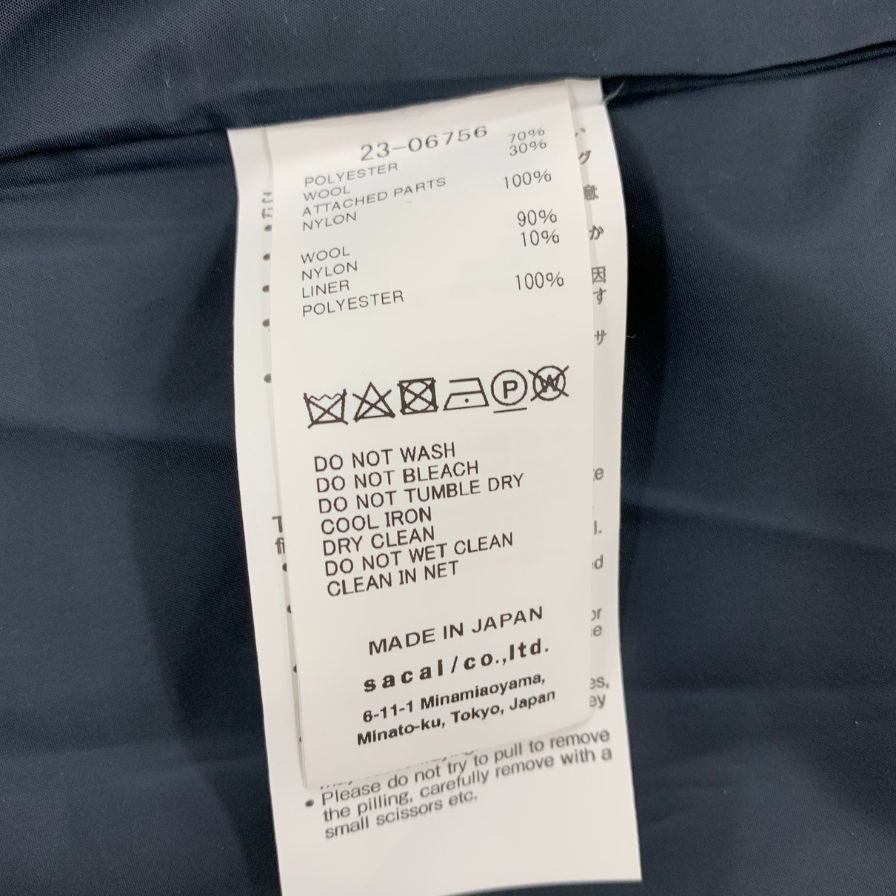 23-06756
POLYESTER 70%
WOOL 30%
ATTACHED PARTS
NYLON 100%
WOOL 90%
NYLON 10%
LINER
POLYESTER 100%
P
W
DO NOT WASH
DO NOT BLEACH
DO NOT TUMBLE DRY
COOL IRON
DRY CLEAN
DO NOT WET CLEAN
CLEAN IN NET
MADE IN JAPAN
sacai/co.,ltd.
6-11-1 Minamiaoyama,
Minato-ku, Tokyo, Japan
• Please do not try to pull to remove
the pilling, carefully remove with a
small scissors etc.